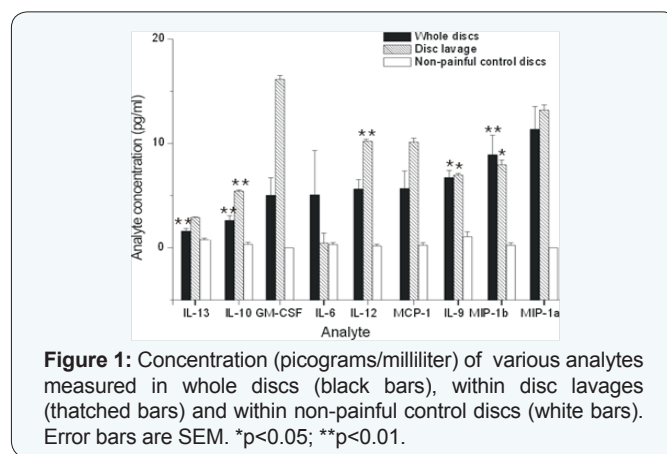 Whole discs
Disc lavage
Non-painful control discs
Analyte concentration (pg/ml)
20
10
0
**
**
**
**
*
*
**
*
IL-13 IL-10 GM-CSF IL-6 IL-12 MCP-1 IL-9 MIP-1b MIP-1a
Analyte
Figure 1: Concentration (picograms/milliliter) of various analytes
measured in whole discs (black bars), within disc lavages
(thatched bars) and within non-painful control discs (white bars).
Error bars are SEM. *p<0.05; **p<0.01.